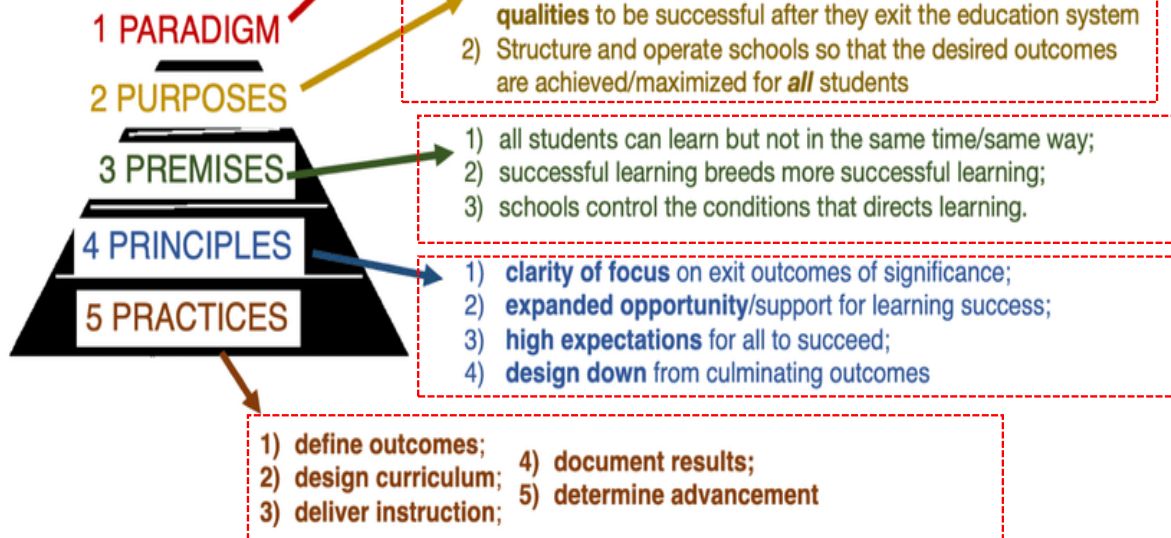 1 PARADIGM
2 PURPOSES
3 PREMISES
4 PRINCIPLES
5 PRACTICES
qualities to be successful after they exit the education system
2) Structure and operate schools so that the desired outcomes
are achieved/maximized for all students
1) all students can learn but not in the same time/same way;
2) successful learning breeds more successful learning;
3) schools control the conditions that directs learning.
1) clarity of focus on exit outcomes of significance;
2) expanded opportunity/support for learning success;
3) high expectations for all to succeed;
4) design down from culminating outcomes
1) define outcomes;
2) design curriculum;
3) deliver instruction;
4) document results;
5) determine advancement